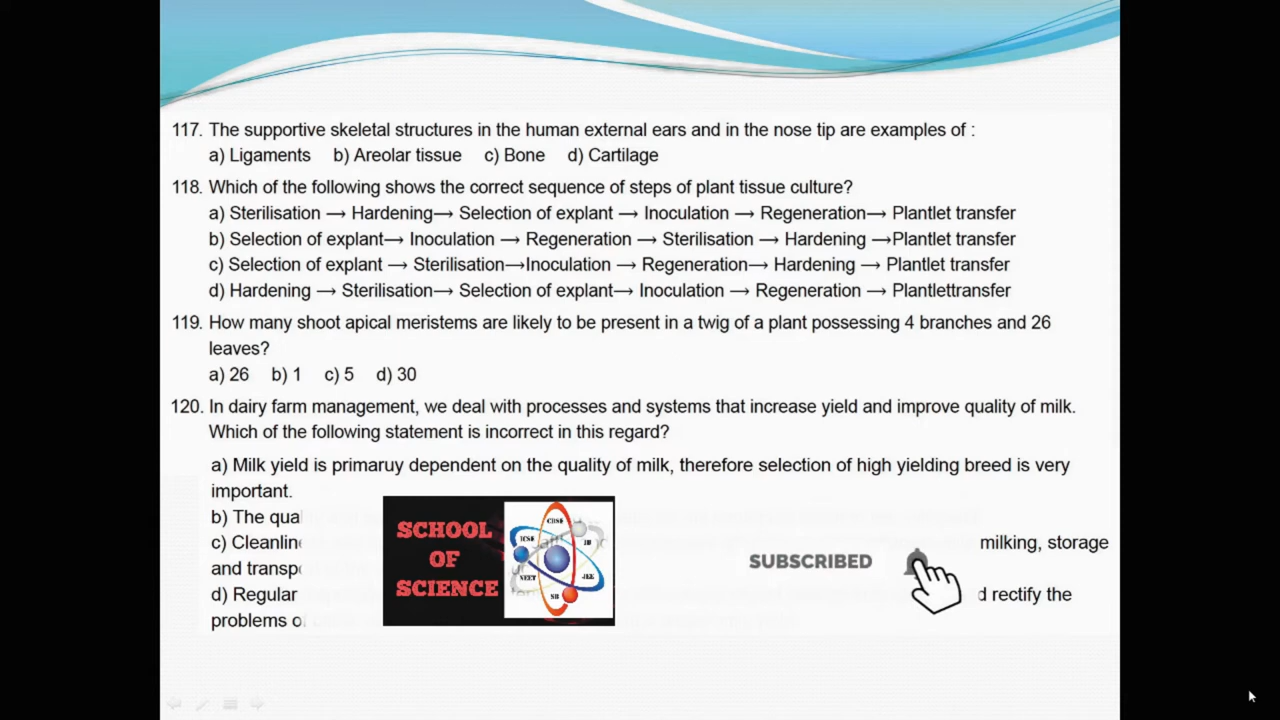 117. The supportive skeletal structures in the human external ears and in the nose tip are examples of :
a) Ligaments b) Areolar tissue c) Bone d) Cartilage
118. Which of the following shows the correct sequence of steps of plant tissue culture?
a) Sterilisation → Hardening→ Selection of explant → Inoculation → Regeneration→ Plantlet transfer
b) Selection of explant→ Inoculation → Regeneration → Sterilisation → Hardening →Plantlet transfer
c) Selection of explant → Sterilisation→Inoculation → Regeneration→ Hardening → Plantlet transfer
d) Hardening → Sterilisation→ Selection of explant→ Inoculation → Regeneration → Plantlettransfer
119. How many shoot apical meristems are likely to be present in a twig of a plant possessing 4 branches and 26
leaves?
a) 26 b) 1 c) 5 d) 30
120. In dairy farm management, we deal with processes and systems that increase yield and improve quality of milk.
Which of the following statement is incorrect in this regard?
a) Milk yield is primaruy dependent on the quality of milk, therefore selection of high yielding breed is very
important.
b) The
c) milking, storage
and
d) Regular rectify the
problems
SCHOOL
OF
SCIENCE
CBSE
ICSE
IB
NEET
JEE
SB
SUBSCRIBED